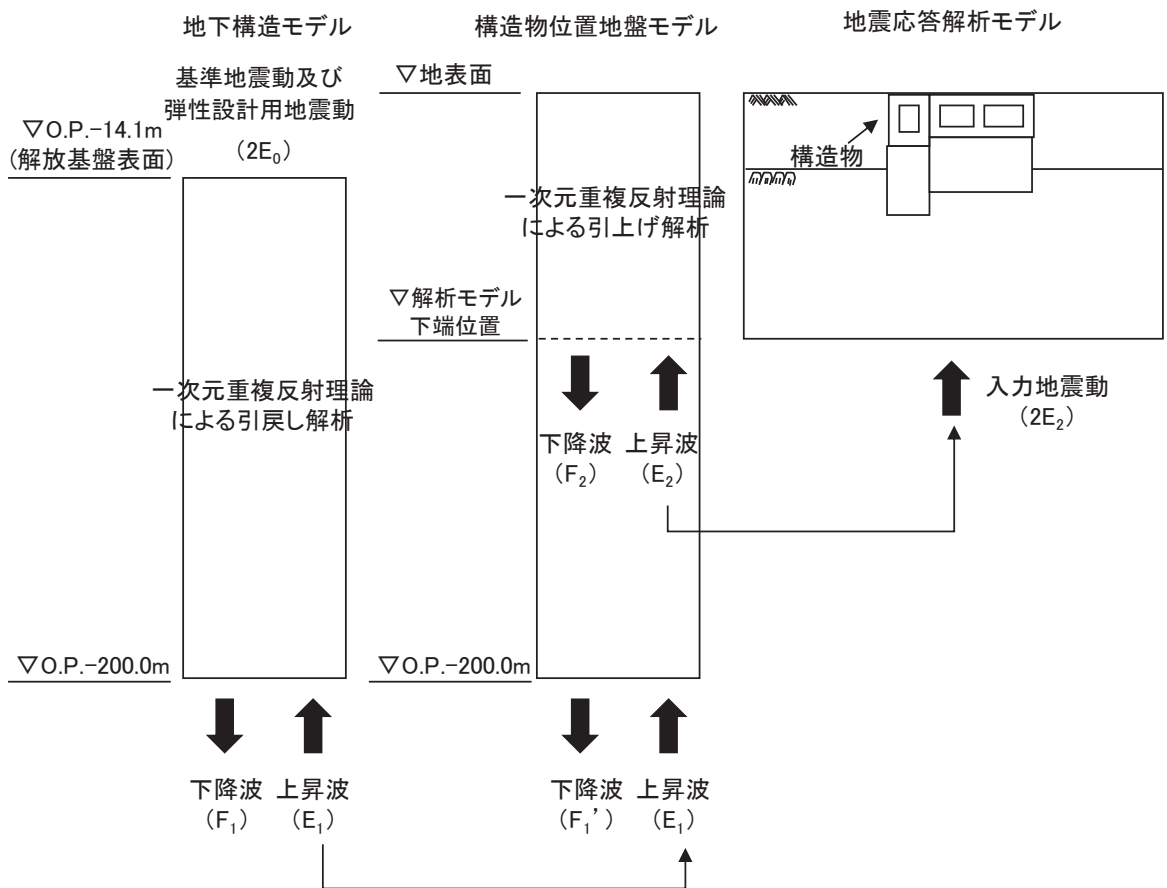 地下構造モデル
基準地震動及び
弾性設計用地震動
(2E₀)
▽O.P.-14.1m
(解放基盤表面)
一次元重複反射理論
による引戻し解析
▽O.P.-200.0m
下降波
(F₁)
上昇波
(E₁)
構造物位置地盤モデル
▽地表面
一次元重複反射理論
による引上げ解析
▽解析モデル
下端位置
下降波
(F₂)
上昇波
(E₂)
▽O.P.-200.0m
下降波
(F₁’)
上昇波
(E₁)
地震応答解析モデル
構造物
入力地震動
(2E₂)